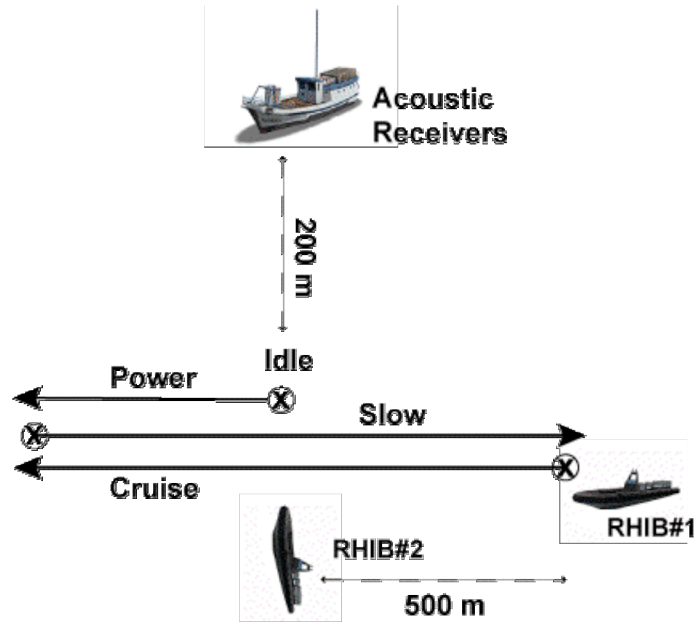 Acoustic
Receivers
200 m
Idle
Power
X
Slow
X
X
Cruise
RHIB#1
RHIB#2
500 m